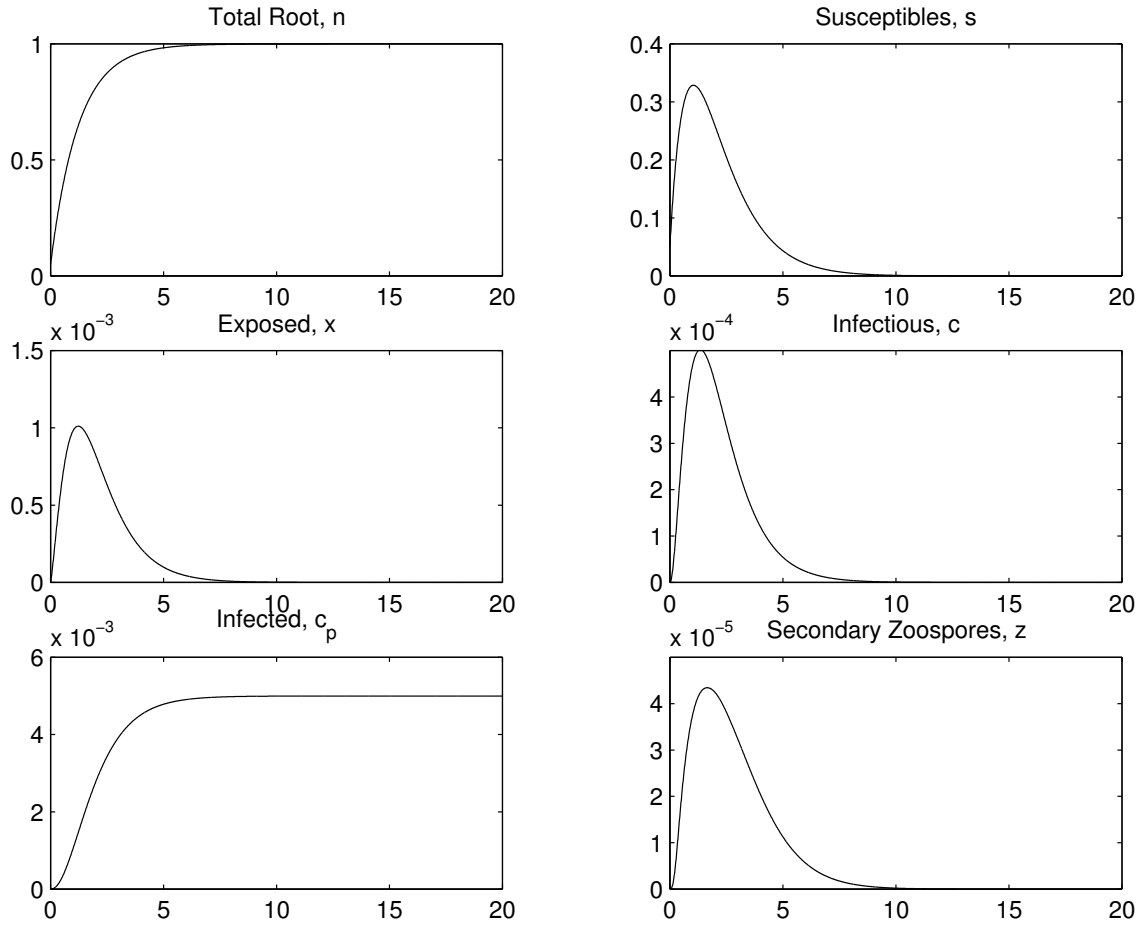 Total Root, n
1
0.5
0
0 5 10 15 20
Susceptibles, s
0.4
0.3
0.2
0.1
0
0 5 10 15 20
x 10⁻³
Exposed, x
1.5
1
0.5
0
0 5 10 15 20
x 10⁻⁴
Infectious, c
4
3
2
1
0
0 5 10 15 20
x 10⁻³
Infected, cₚ
6
4
2
0
0 5 10 15 20
x 10⁻⁵
Secondary Zoospores, z
4
3
2
1
0
0 5 10 15 20